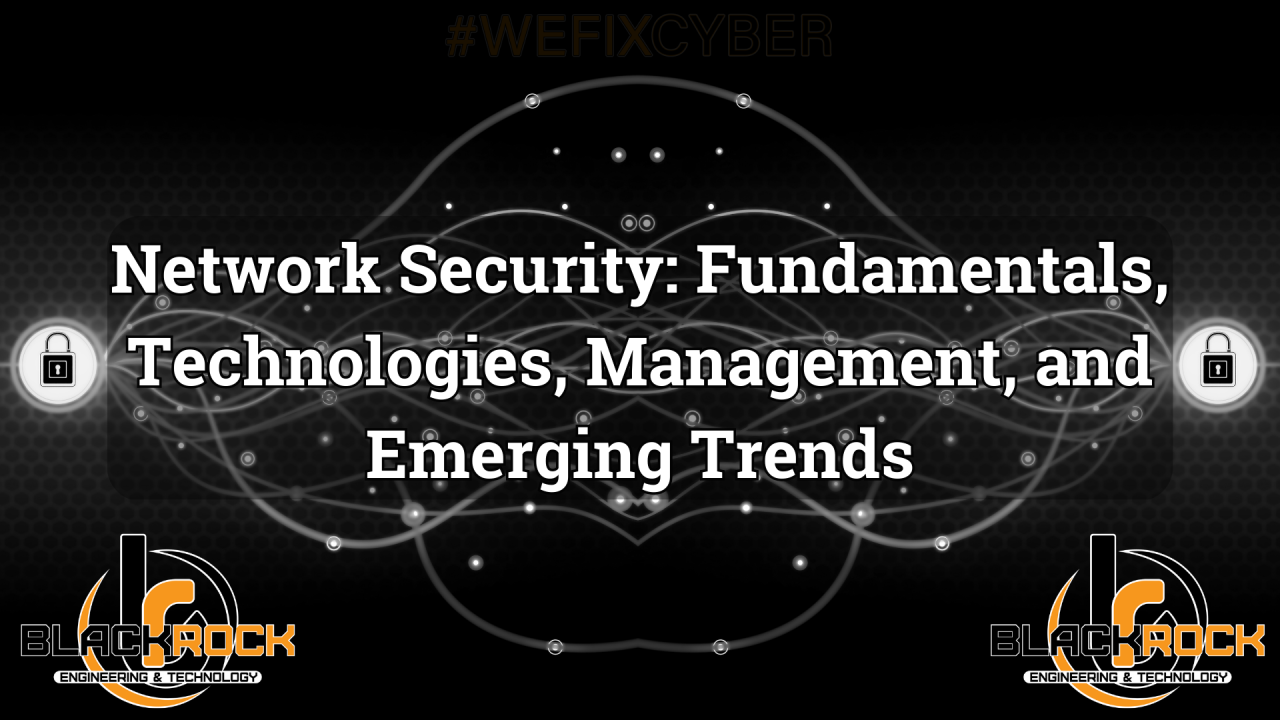 #WEFIXCYBER
Network Security: Fundamentals,
Technologies, Management, and
Emerging Trends
BLACKROCK
ENGINEERING & TECHNOLOGY
BLACKROCK
ENGINEERING & TECHNOLOGY